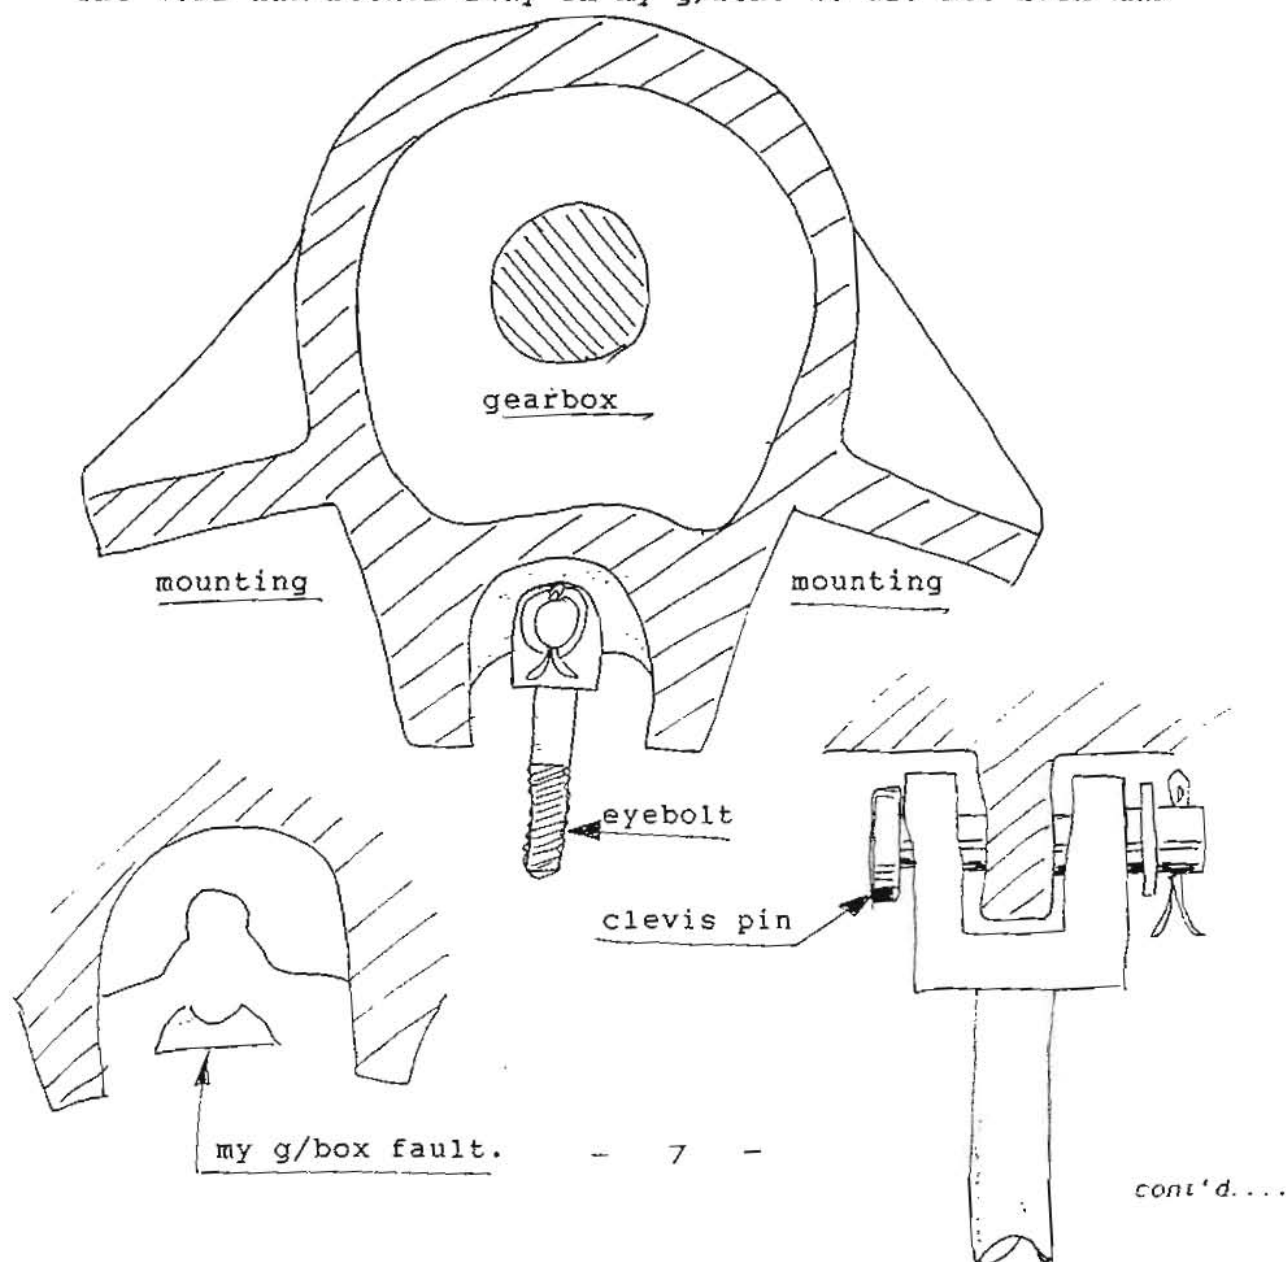 gearbox
mounting
mounting
eyebolt
clevis pin
my g/box fault.
- 7 -
cont'd....